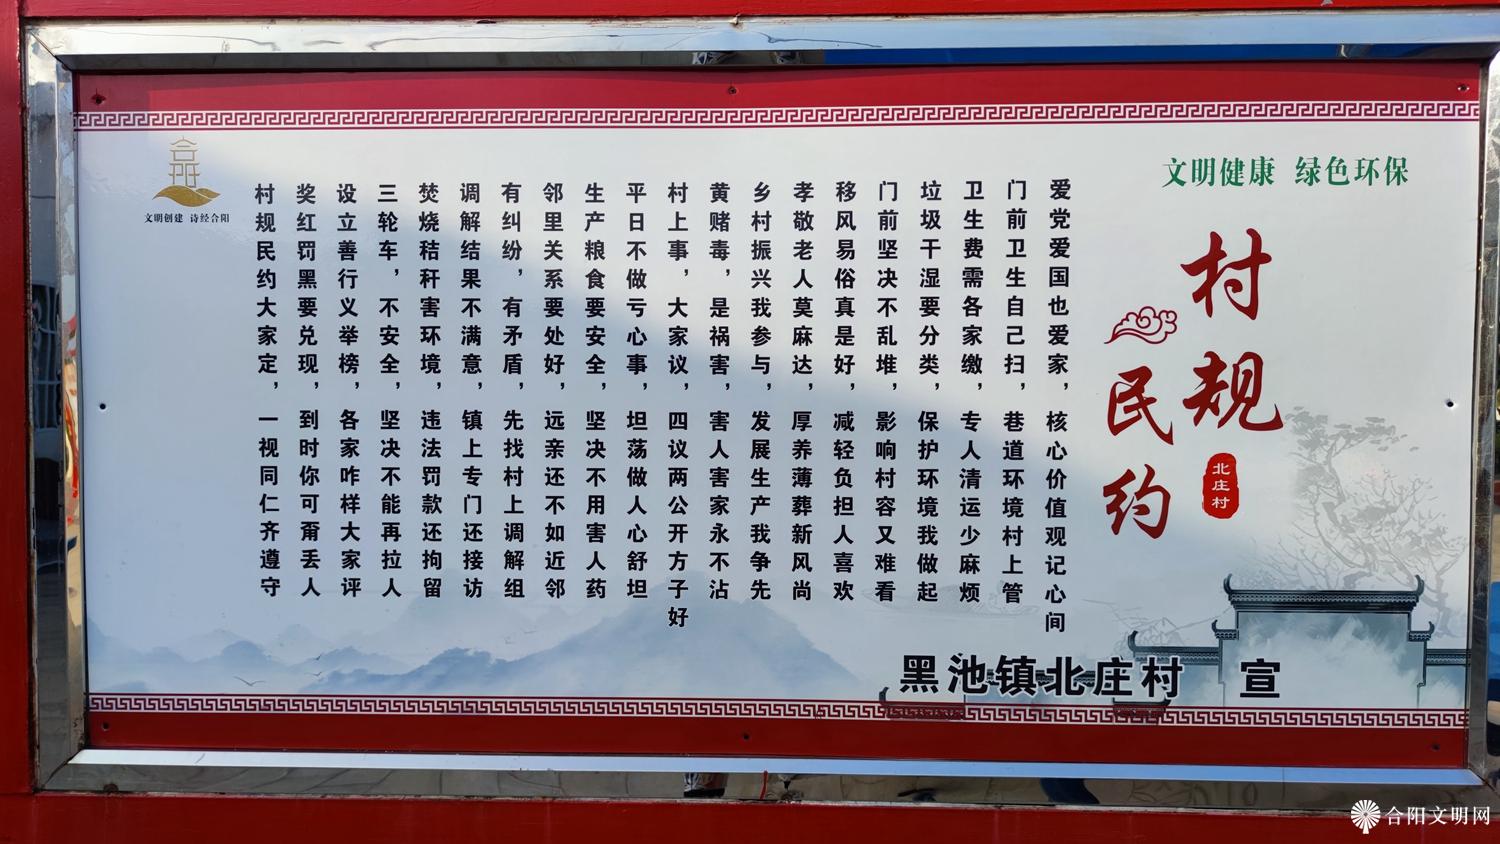 文明健康 绿色环保
村规
民约
北庄村
爱党爱国也爱家，核心价值观记心间
门前卫生自己扫，巷道环境村上管
卫生费需各家缴，专人清运少麻烦
垃圾干湿要分类，保护环境我做起
门前坚决不乱堆，影响村容又难看
移风易俗真是好，减轻负担人喜欢
孝敬老人莫麻达，厚养薄葬新风尚
乡村振兴我参与，发展生产我争先
黄赌毒，是祸害，害人害家永不沾
村上事，大家议，四议两公开方子好
平日不做亏心事，坦荡做人心舒坦
生产粮食要安全，坚决不用害人药
邻里关系要处好，远亲还不如近邻
有纠纷，有矛盾，先找村上调解组
调解结果不满意，镇上专门还接访
焚烧秸秆害环境，违法罚款还拘留
三轮车，不安全，坚决不能再拉人
设立善行义举榜，各家咋样大家评
奖红罚黑要兑现，到时你可甭丢人
村规民约大家定，一视同仁齐遵守
文明创建 诗经合阳
黑池镇北庄村 宣
合阳文明网